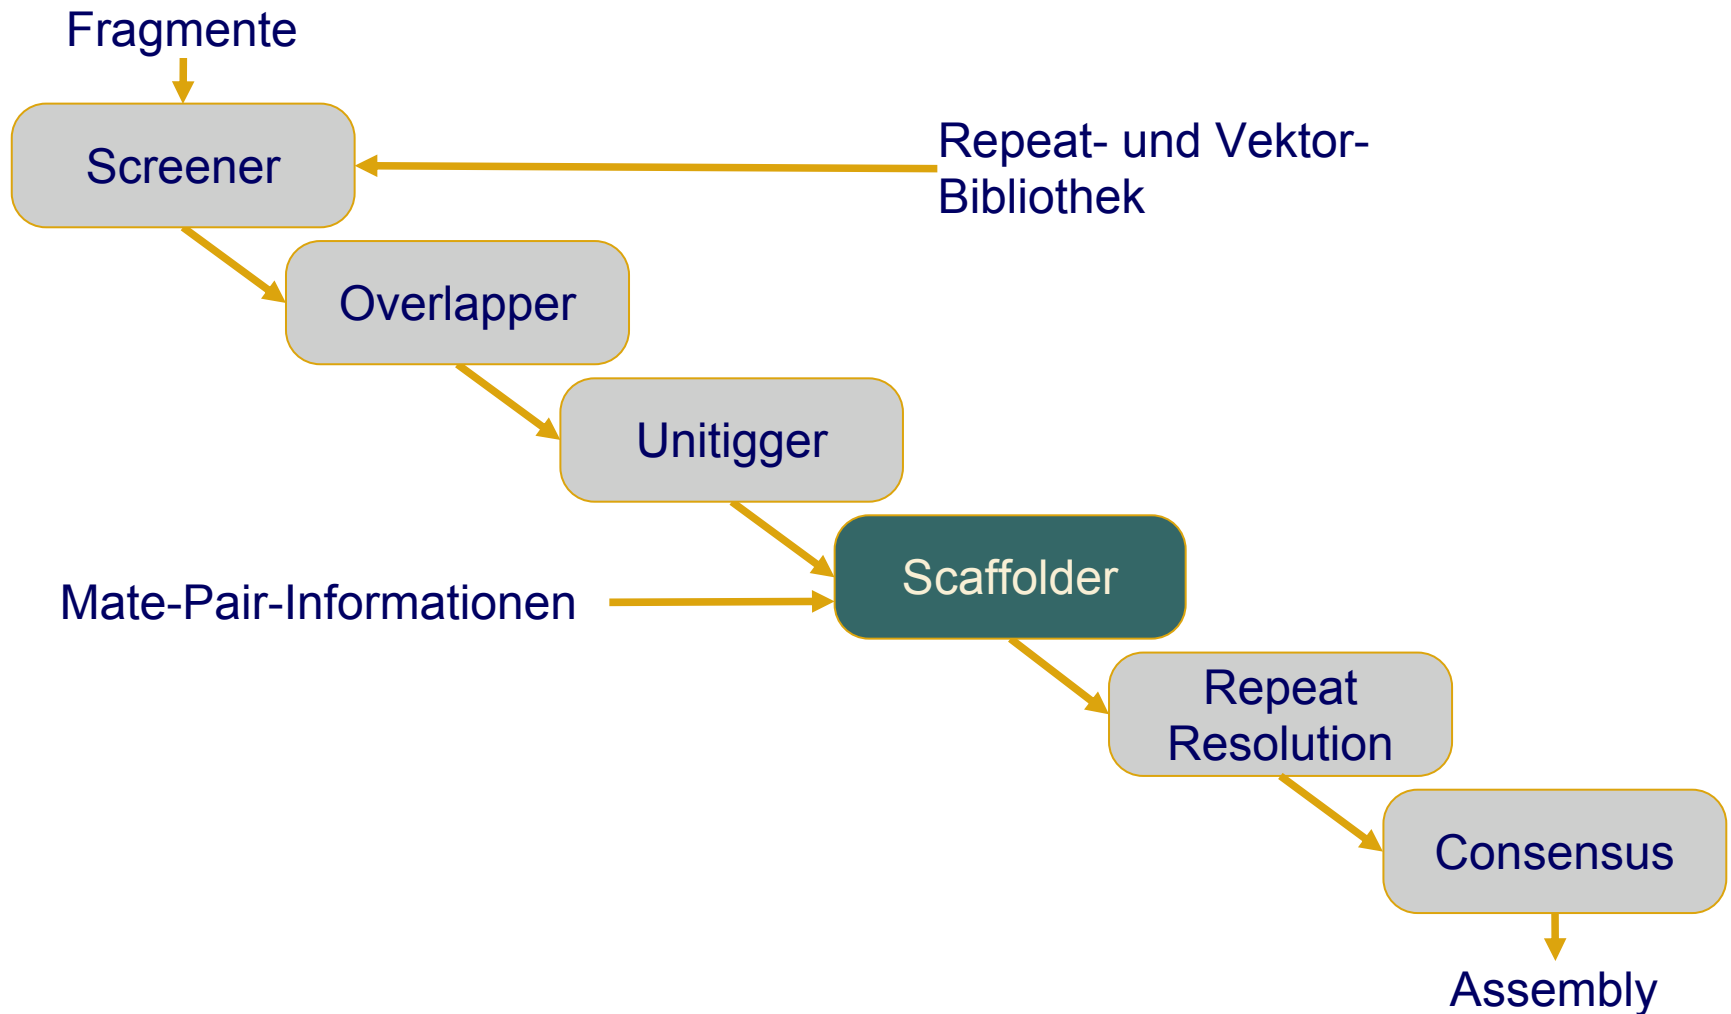 Fragmente
Screener
Repeat- und Vektor-
Bibliothek
Overlapper
Unitigger
Scaffolder
Mate-Pair-Informationen
Repeat
Resolution
Consensus
Assembly